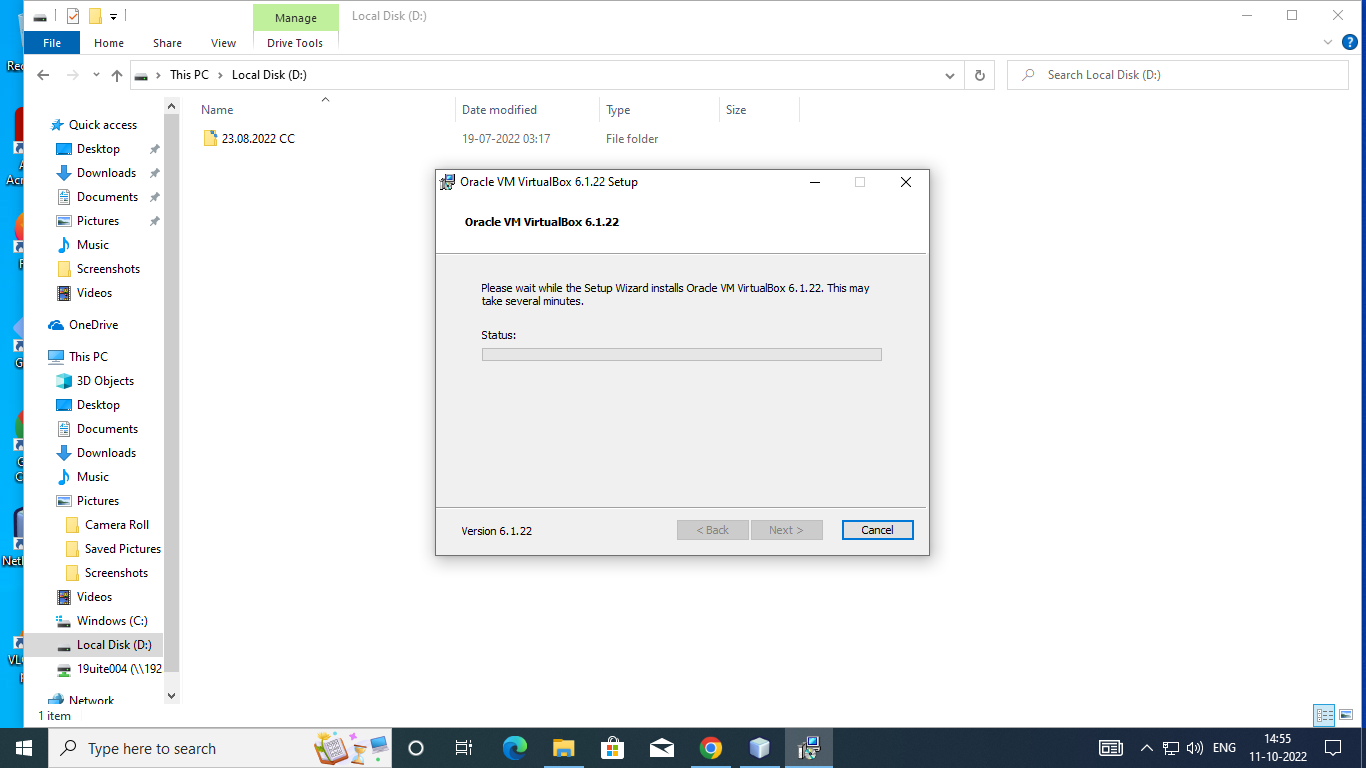 Manage
Local Disk (D:)
File
Home
Share
View
Drive Tools
This PC
Local Disk (D:)
Search Local Disk (D:)
Name
Date modified
Type
Size
23.08.2022 CC
19-07-2022 03:17
File folder
Quick access
Desktop
Downloads
Documents
Pictures
Music
Screenshots
Videos
OneDrive
This PC
3D Objects
Desktop
Documents
Downloads
Music
Pictures
Camera Roll
Saved Pictures
Screenshots
Videos
Windows (C:)
Local Disk (D:)
19uite004 (\\192
Network
1 item
Oracle VM VirtualBox 6.1.22 Setup
Oracle VM VirtualBox 6.1.22
Please wait while the Setup Wizard installs Oracle VM VirtualBox 6.1.22. This may
take several minutes.
Status:
Version 6.1.22
< Back
Next >
Cancel
Type here to search
ENG
14:55
11-10-2022